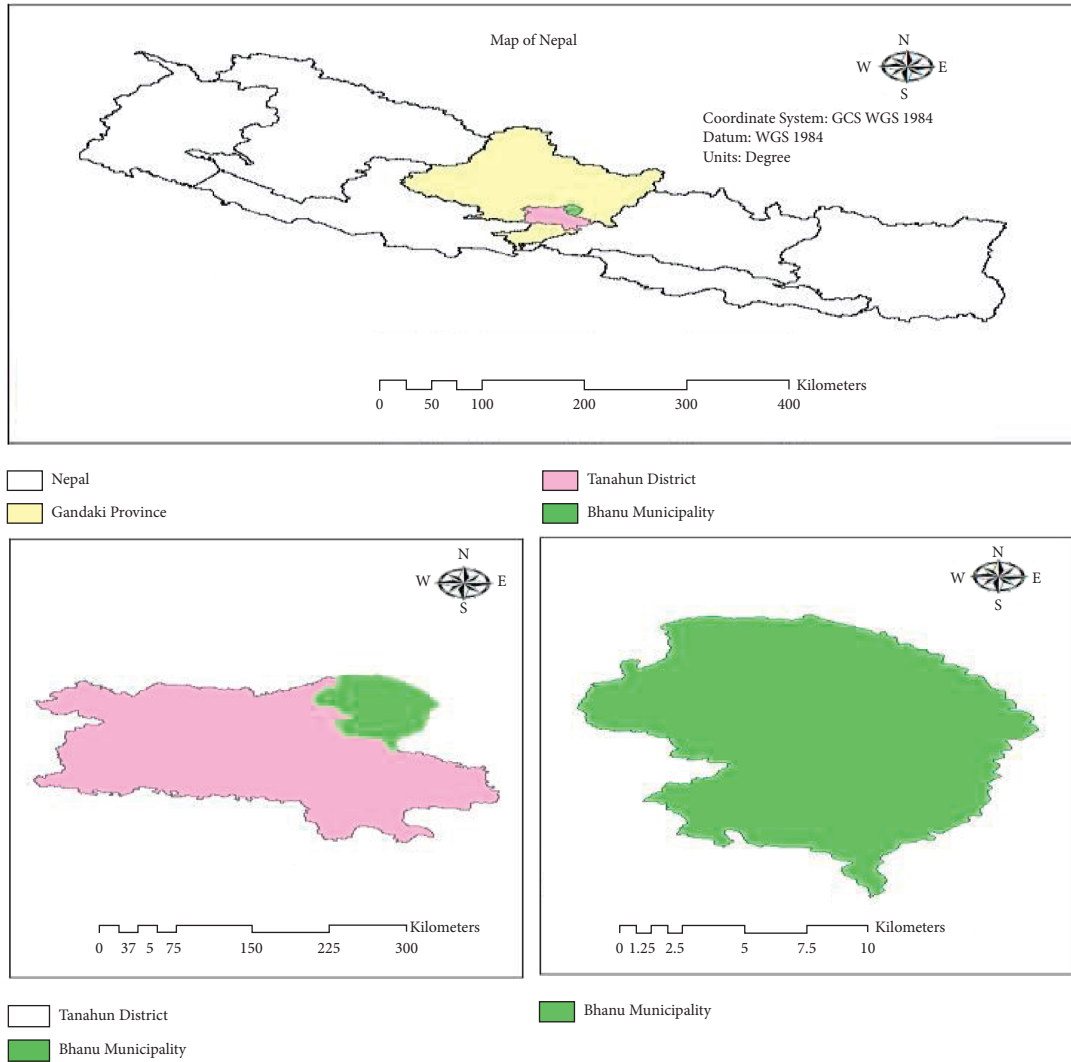 Map of Nepal
N
W E
S
Coordinate System: GCS WGS 1984
Datum: WGS 1984
Units: Degree
Kilometers
0 50 100 200 300 400
Nepal
Gandaki Province
Tanahun District
Bhanu Municipality
N
W E
S
Kilometers
0 37 5 75 150 225 300
Tanahun District
Bhanu Municipality
N
W E
S
Kilometers
0 1.25 2.5 5 7.5 10
Bhanu Municipality